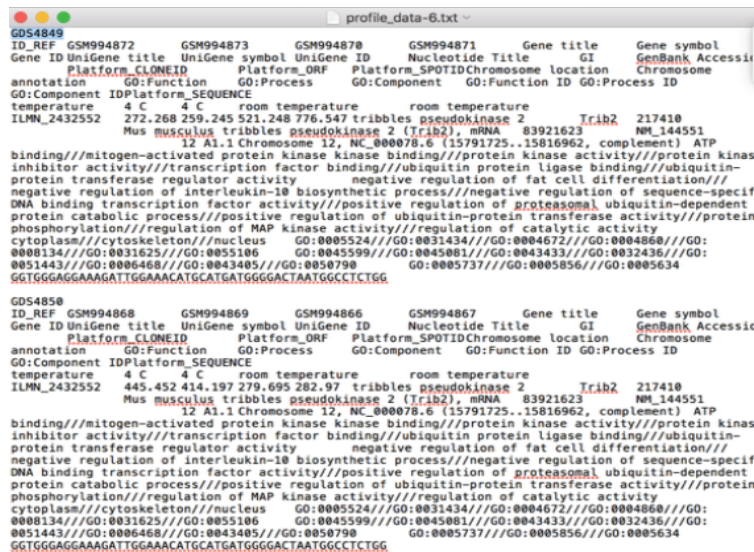 profile_data-6.txt
GDS4849
ID_REF GSM994872 GSM994873 GSM994870 GSM994871 Gene title Gene symbol
Gene ID UniGene title UniGene symbol UniGene ID Nucleotide Title GI GenBank Accessic
Platform_CLONEID Platform_ORF Platform_SPOTID Chromosome location Chromosome
annotation GO:Function GO:Process GO:Component GO:Function ID GO:Process ID
GO:Component ID Platform_SEQUENCE
temperature 4 C 4 C room temperature room temperature
ILMN_2432552 272.268 259.245 521.248 776.547 tribbles pseudokinase 2 Trib2 217410
Mus musculus tribbles pseudokinase 2 (Trib2), mRNA 83921623 NM_144551
12 A1.1 Chromosome 12, NC_000078.6 (15791725..15816962, complement) ATP
binding///mitogen-activated protein kinase kinase binding///protein kinase activity///protein kinas
inhibitor activity///transcription factor binding///ubiquitin protein ligase binding///ubiquitin-
protein transferase regulator activity negative regulation of fat cell differentiation///
negative regulation of interleukin-10 biosynthetic process///negative regulation of sequence-specif
DNA binding transcription factor activity///positive regulation of proteasomal ubiquitin-dependent
protein catabolic process///positive regulation of ubiquitin-protein transferase activity///protein
phosphorylation///regulation of MAP kinase activity///regulation of catalytic activity
cytoplasm///cytoskeleton///nucleus GO:0005524///GO:0031434///GO:0004672///GO:0004860///GO:
0008134///GO:0031625///GO:0055106 GO:0045599///GO:0045081///GO:0043433///GO:0032436///GO:
0051443///GO:0006468///GO:0043405///GO:0050790 GO:0005737///GO:0005856///GO:0005634
GGTGGGAGGAAAGATTGGAAACATGCATGATGGGGACTAATGGCCTCTGG
GDS4850
ID_REF GSM994868 GSM994869 GSM994866 GSM994867 Gene title Gene symbol
Gene ID UniGene title UniGene symbol UniGene ID Nucleotide Title GI GenBank Accessic
Platform_CLONEID Platform_ORF Platform_SPOTID Chromosome location Chromosome
annotation GO:Function GO:Process GO:Component GO:Function ID GO:Process ID
GO:Component ID Platform_SEQUENCE
temperature 4 C 4 C room temperature room temperature
ILMN_2432552 445.452 414.197 279.695 282.97 tribbles pseudokinase 2 Trib2 217410
Mus musculus tribbles pseudokinase 2 (Trib2), mRNA 83921623 NM_144551
12 A1.1 Chromosome 12, NC_000078.6 (15791725..15816962, complement) ATP
binding///mitogen-activated protein kinase kinase binding///protein kinase activity///protein kinas
inhibitor activity///transcription factor binding///ubiquitin protein ligase binding///ubiquitin-
protein transferase regulator activity negative regulation of fat cell differentiation///
negative regulation of interleukin-10 biosynthetic process///negative regulation of sequence-specif
DNA binding transcription factor activity///positive regulation of proteasomal ubiquitin-dependent
protein catabolic process///positive regulation of ubiquitin-protein transferase activity///protein
phosphorylation///regulation of MAP kinase activity///regulation of catalytic activity
cytoplasm///cytoskeleton///nucleus GO:0005524///GO:0031434///GO:0004672///GO:0004860///GO:
0008134///GO:0031625///GO:0055106 GO:0045599///GO:0045081///GO:0043433///GO:0032436///GO:
0051443///GO:0006468///GO:0043405///GO:0050790 GO:0005737///GO:0005856///GO:0005634
GGTGGGAGGAAAGATTGGAAACATGCATGATGGGGACTAATGGCCTCTGG